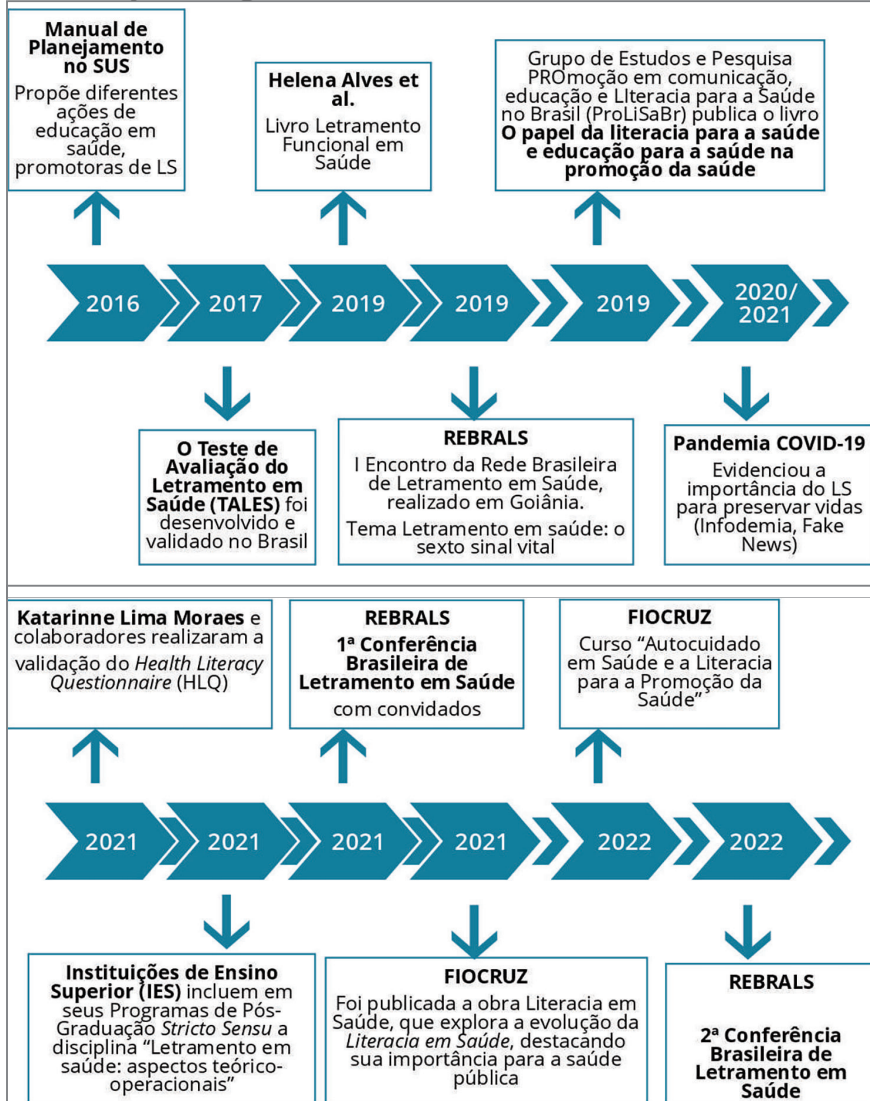 Manual de
Planejamento
no SUS
Propõe diferentes
ações de
educação em
saúde,
promotoras de LS
Helena Alves et
al.
Livro Letramento
Funcional em
Saúde
Grupo de Estudos e Pesquisa
PROmoção em comunicação,
educação e LIteracia para a Saúde
no Brasil (ProLiSaBr) publica o livro
O papel da literacia para a saúde
e educação para a saúde na
promoção da saúde
2016
2017
2019
2019
2019
2020/
2021
O Teste de
Avaliação do
Letramento em
Saúde (TALES) foi
desenvolvido e
validado no Brasil
REBRALS
I Encontro da Rede Brasileira
de Letramento em Saúde,
realizado em Goiânia.
Tema Letramento em saúde: o
sexto sinal vital
Pandemia COVID-19
Evidenciou a
importância do LS
para preservar vidas
(Infodemia, Fake
News)
Katarinne Lima Moraes e
colaboradores realizaram a
validação do Health Literacy
Questionnaire (HLQ)
REBRALS
1ª Conferência
Brasileira de
Letramento em Saúde
com convidados
FIOCRUZ
Curso “Autocuidado
em Saúde e a Literacia
para a Promoção da
Saúde”
2021
2021
2021
2021
2022
2022
Instituições de Ensino
Superior (IES) incluem em
seus Programas de Pós-
Graduação Stricto Sensu a
disciplina “Letramento em
saúde: aspectos teórico-
operacionais”
FIOCRUZ
Foi publicada a obra Literacia em
Saúde, que explora a evolução da
Literacia em Saúde, destacando
sua importância para a saúde
pública
REBRALS
2ª Conferência
Brasileira de
Letramento em
Saúde